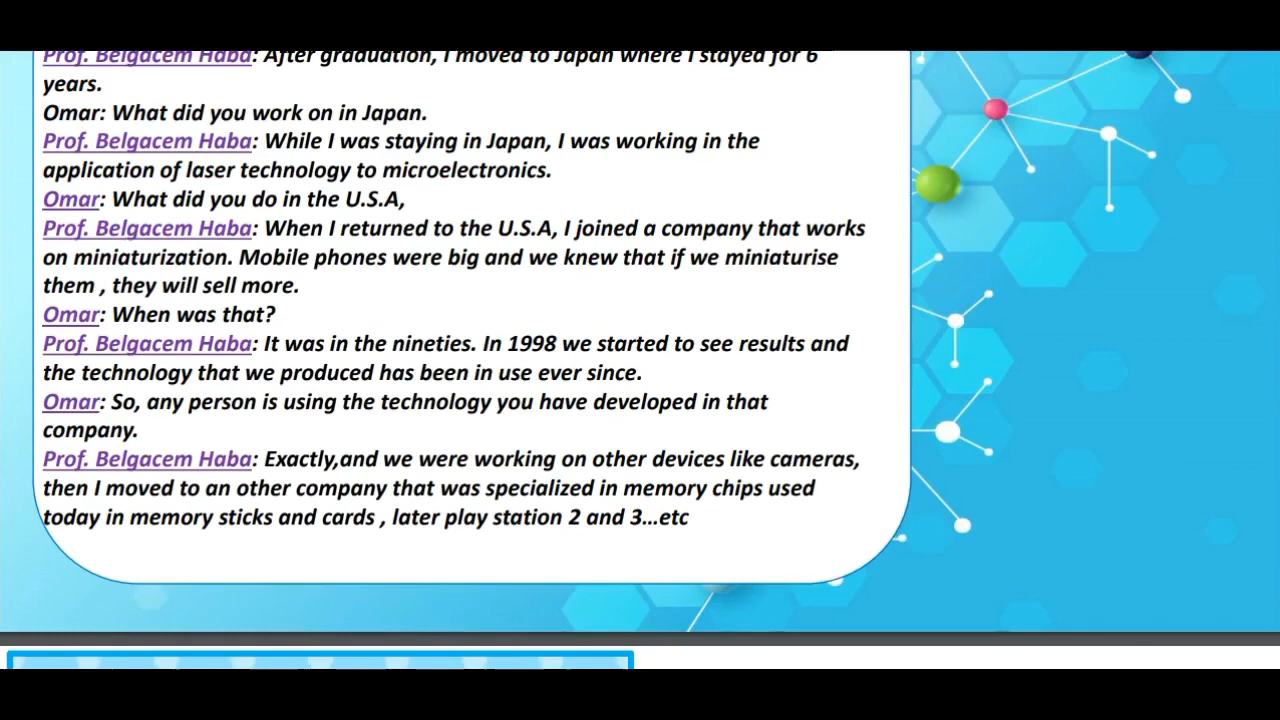 Prof. Belgacem Haba: After graduation, I moved to Japan where I stayed for 6
years.
Omar: What did you work on in Japan.
Prof. Belgacem Haba: While I was staying in Japan, I was working in the
application of laser technology to microelectronics.
Omar: What did you do in the U.S.A,
Prof. Belgacem Haba: When I returned to the U.S.A, I joined a company that works
on miniaturization. Mobile phones were big and we knew that if we miniaturise
them , they will sell more.
Omar: When was that?
Prof. Belgacem Haba: It was in the nineties. In 1998 we started to see results and
the technology that we produced has been in use ever since.
Omar: So, any person is using the technology you have developed in that
company.
Prof. Belgacem Haba: Exactly,and we were working on other devices like cameras,
then I moved to an other company that was specialized in memory chips used
today in memory sticks and cards , later play station 2 and 3...etc